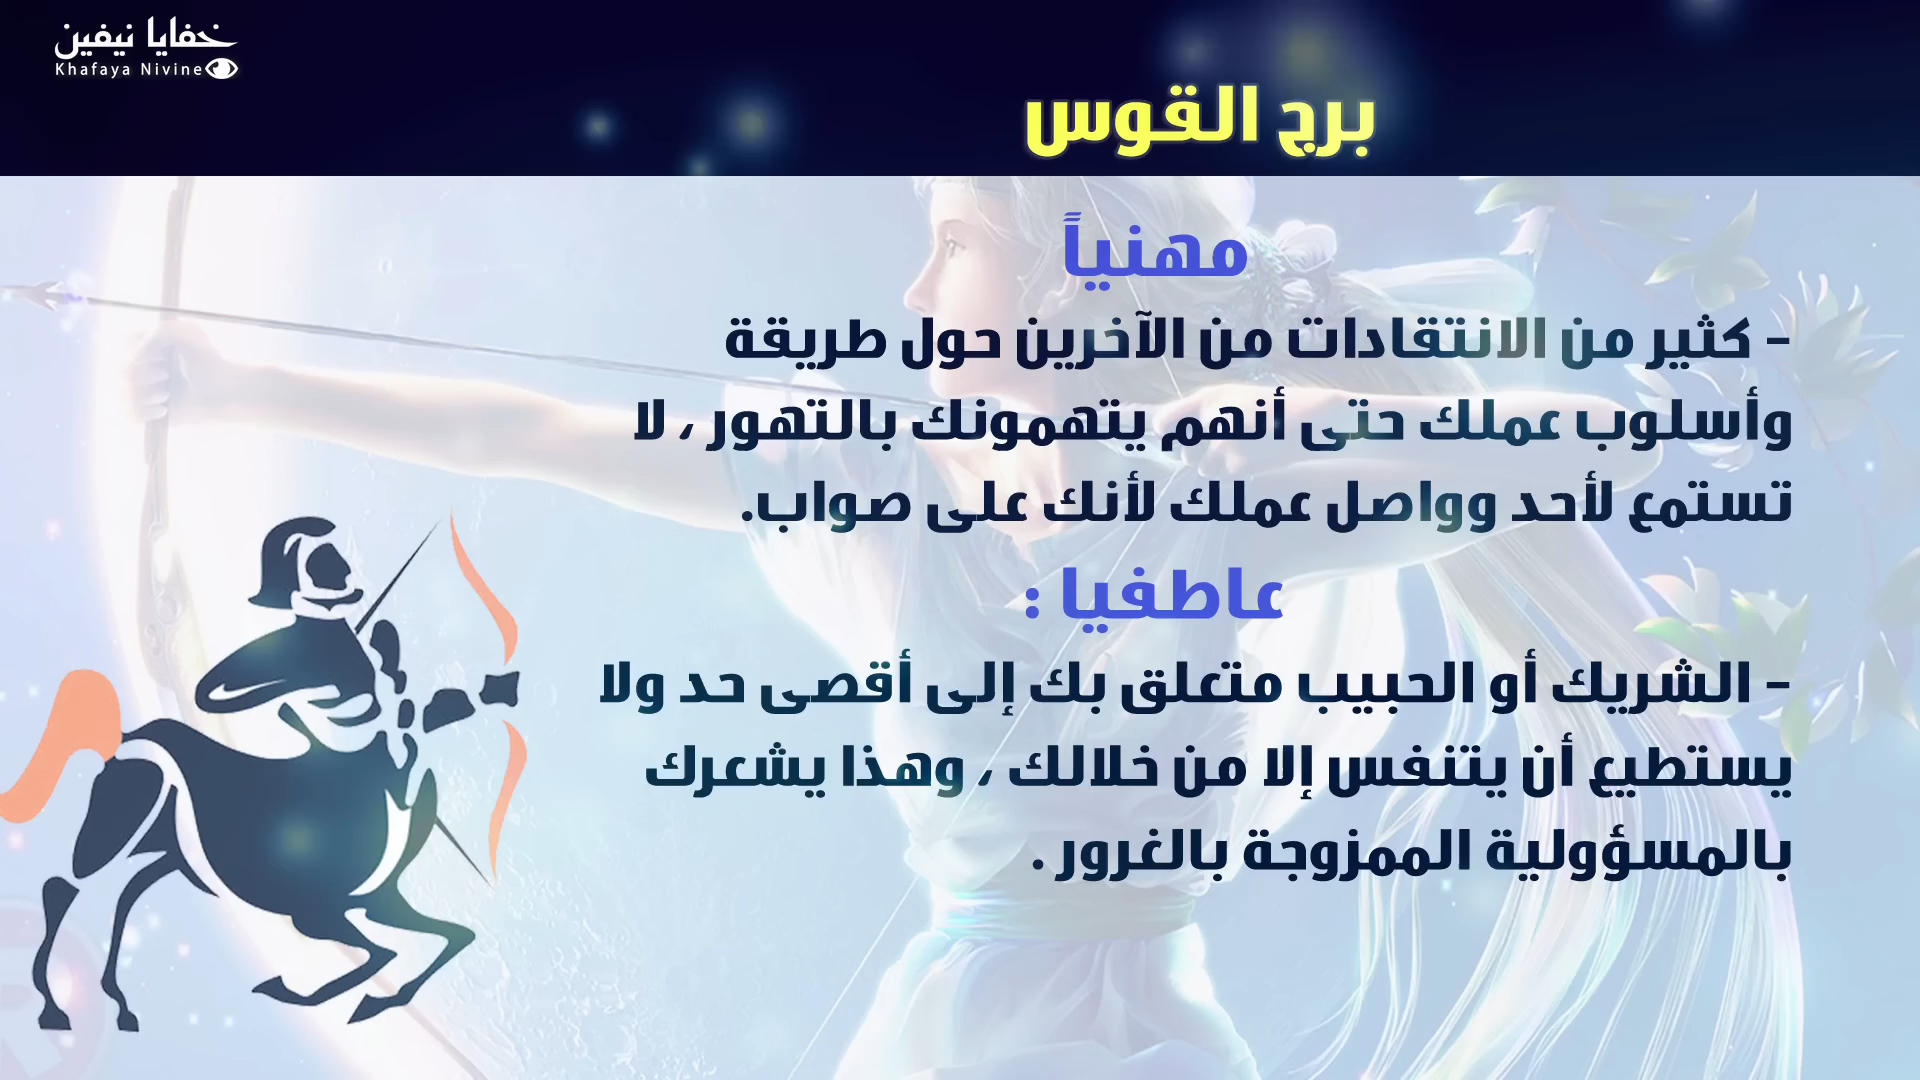 خفايا نيفين
Khafaya Nivine
برج القوس
مهنياً
- كثير من الانتقادات من الآخرين حول طريقة
وأسلوب عملك حتى أنهم يتهمونك بالتهور ، لا
تستمع لأحد وواصل عملك لأنك على صواب.
عاطفيا :
- الشريك أو الحبيب متعلق بك إلى أقصى حد ولا
يستطيع أن يتنفس إلا من خلالك ، وهذا يشعرك
بالمسؤولية الممزوجة بالغرور .